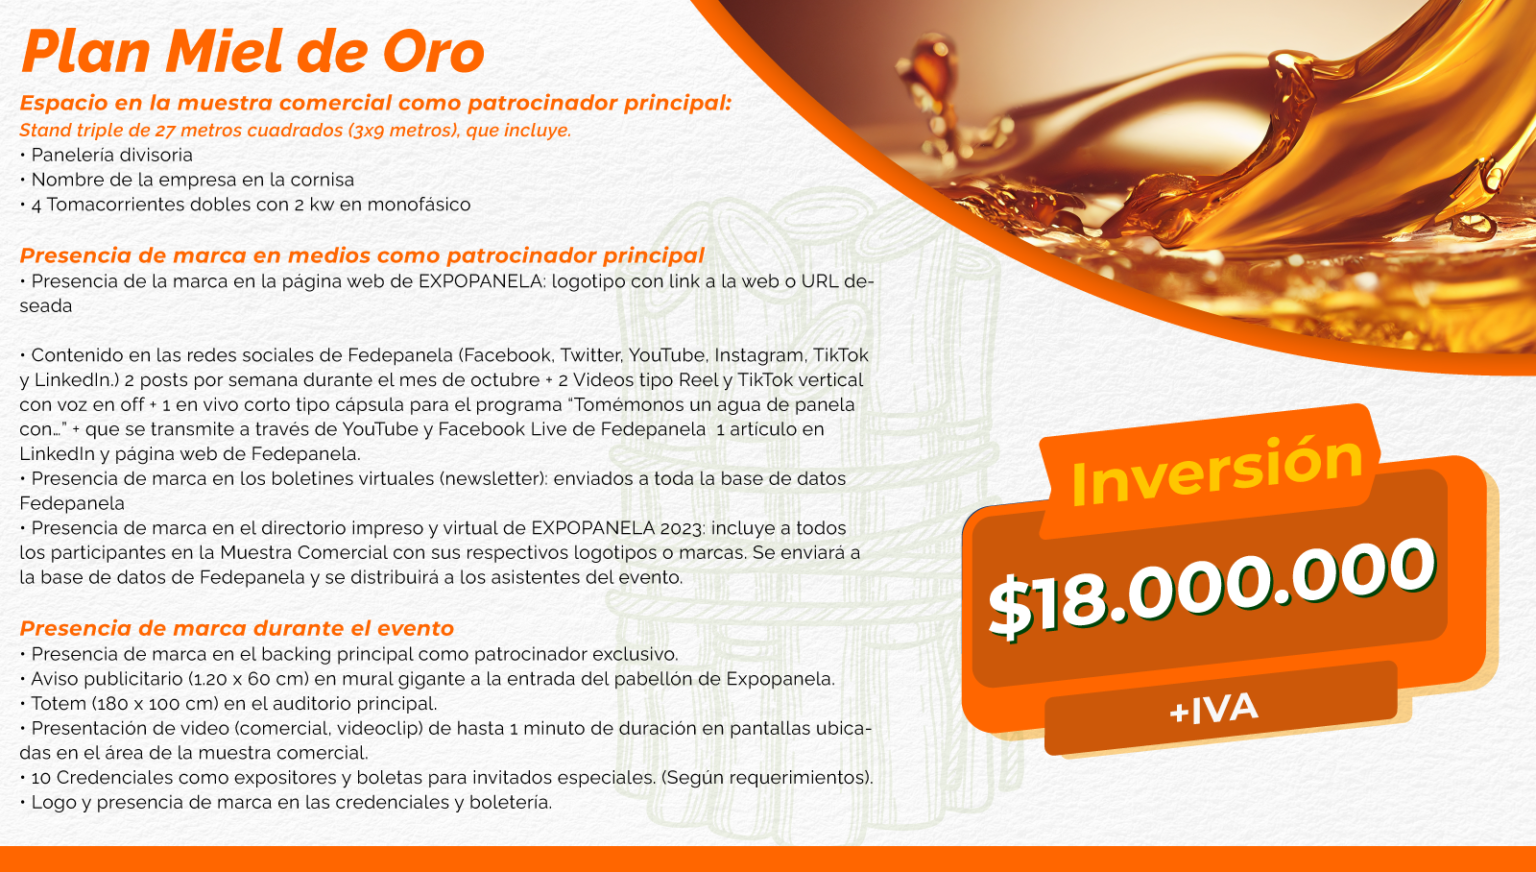 Plan Miel de Oro
Espacio en la muestra comercial como patrocinador principal:
Stand triple de 27 metros cuadrados (3x9 metros), que incluye.
• Panelería divisoria
• Nombre de la empresa en la cornisa
• 4 Tomacorrientes dobles con 2 kw en monofásico
Presencia de marca en medios como patrocinador principal
• Presencia de la marca en la página web de EXPOPANELA: logotipo con link a la web o URL de-
seada
• Contenido en las redes sociales de Fedepanela (Facebook, Twitter, YouTube, Instagram, TikTok
y LinkedIn.) 2 posts por semana durante el mes de octubre + 2 Videos tipo Reel y TikTok vertical
con voz en off + 1 en vivo corto tipo cápsula para el programa “Tomémonos un agua de panela
con…” + que se transmite a través de YouTube y Facebook Live de Fedepanela  1 artículo en
LinkedIn y página web de Fedepanela.
• Presencia de marca en los boletines virtuales (newsletter): enviados a toda la base de datos
Fedepanela
• Presencia de marca en el directorio impreso y virtual de EXPOPANELA 2023: incluye a todos
los participantes en la Muestra Comercial con sus respectivos logotipos o marcas. Se enviará a
la base de datos de Fedepanela y se distribuirá a los asistentes del evento.
Presencia de marca durante el evento
• Presencia de marca en el backing principal como patrocinador exclusivo.
• Aviso publicitario (1.20 x 60 cm) en mural gigante a la entrada del pabellón de Expopanela.
• Totem (180 x 100 cm) en el auditorio principal.
• Presentación de video (comercial, videoclip) de hasta 1 minuto de duración en pantallas ubica-
das en el área de la muestra comercial.
• 10 Credenciales como expositores y boletas para invitados especiales. (Según requerimientos).
• Logo y presencia de marca en las credenciales y boletería.
Inversión
$18.000.000
+IVA